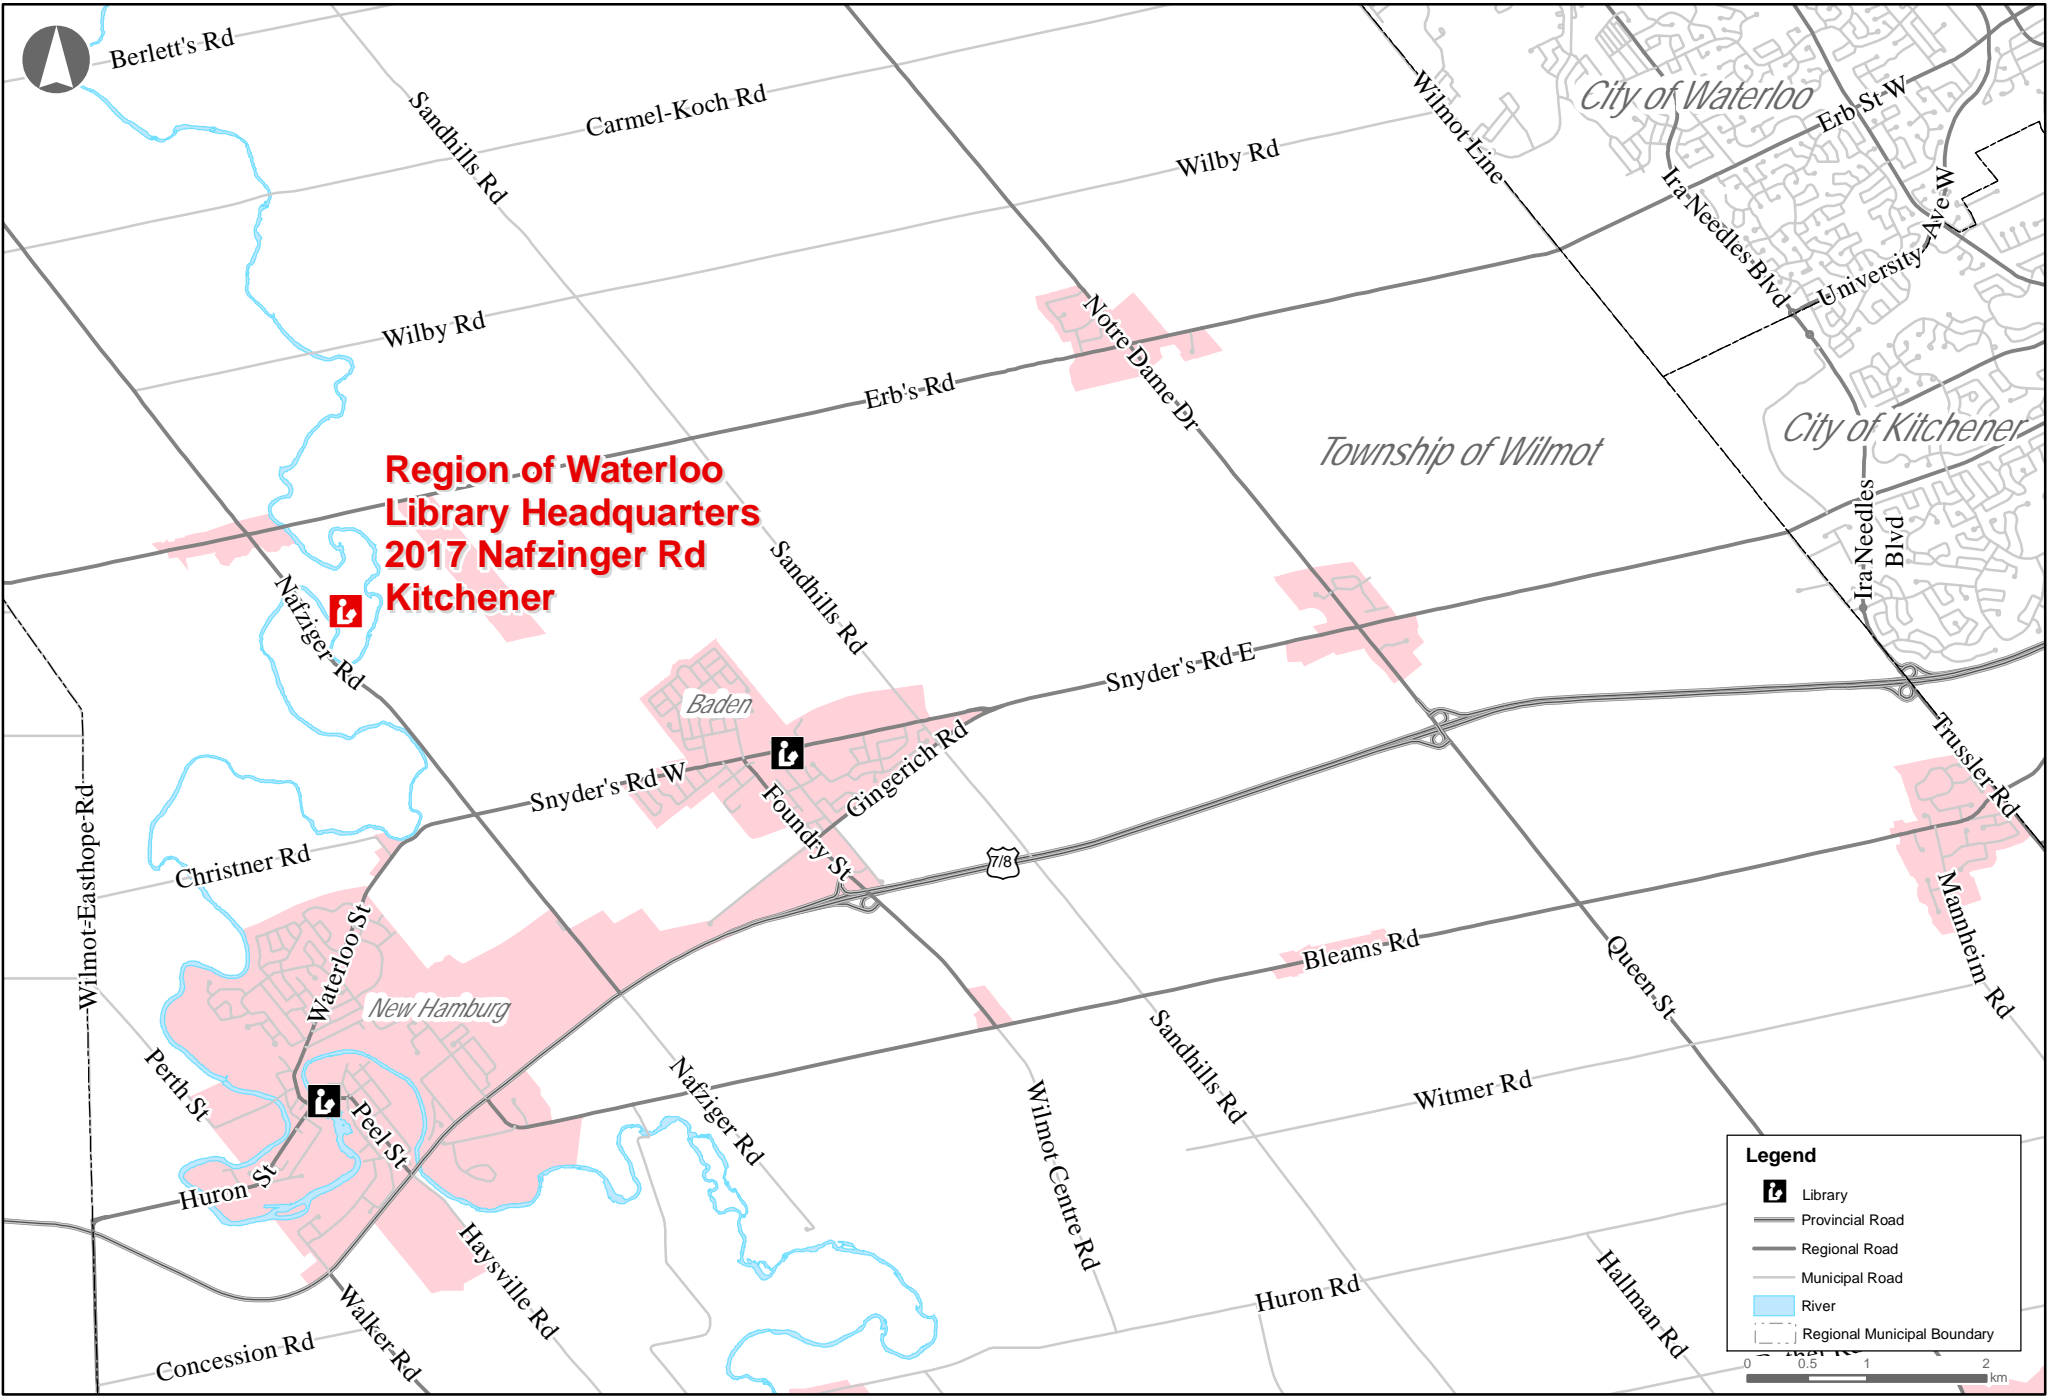 Berlett's Rd
Sandhills Rd
Carmel-Koch Rd
Wilby Rd
Wilmot Line
City of Waterloo
Erb St W
Ira Needles Blvd
University Ave W
Wilby Rd
Notre Dame Dr
Erb's Rd
Township of Wilmot
City of Kitchener
Region of Waterloo
Library Headquarters
2017 Nafzinger Rd
Kitchener
Ira Needles
Blvd
Nafziger Rd
Sandhills Rd
Snyder's Rd E
Baden
Gingerich Rd
Snyder's Rd W
Foundry St
Trussler Rd
7/8
Wilmot-Easthope Rd
Christner Rd
Waterloo St
Mannheim Rd
Bleams Rd
Queen St
New Hamburg
Perth St
Peel St
Nafziger Rd
Sandhills Rd
Wilmot Centre Rd
Witmer Rd
Huron St
Haysville Rd
Huron Rd
Hallman Rd
Walker Rd
Concession Rd
Legend
Library
Provincial Road
Regional Road
Municipal Road
River
Regional Municipal Boundary
0 0.5 1 2
km